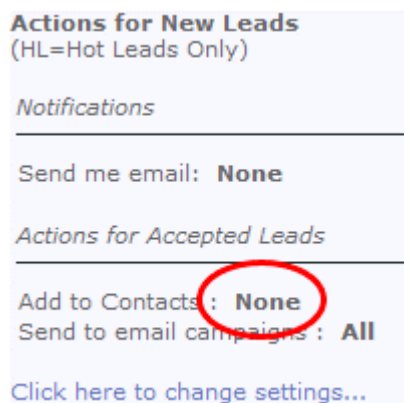 Actions for New Leads
(HL=Hot Leads Only)
Notifications
Send me email: None
Actions for Accepted Leads
Add to Contacts : None
Send to email campaigns : All
Click here to change settings...